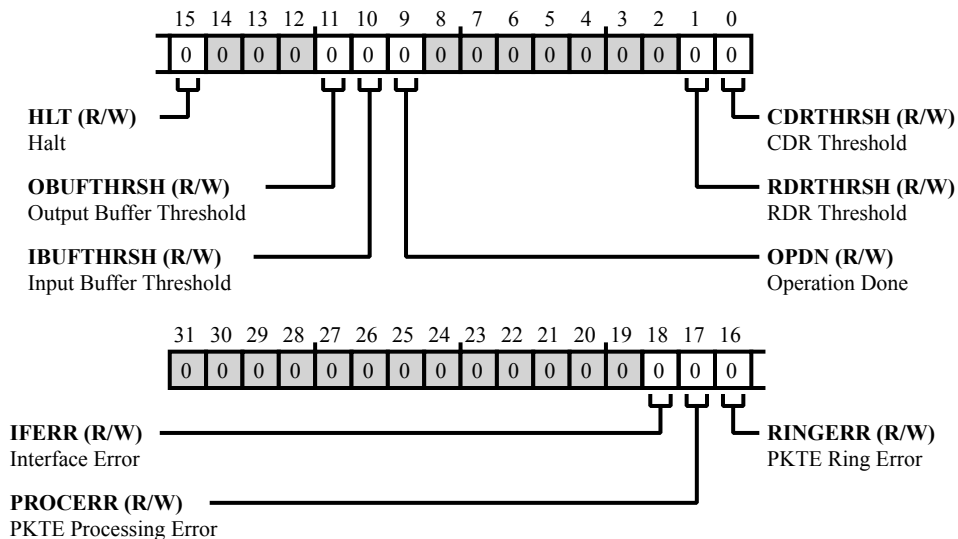 15 14 13 12 11 10 9 8 7 6 5 4 3 2 1 0
0 0 0 0 0 0 0 0 0 0 0 0 0 0 0 0
HLT (R/W)
Halt
CDRTHRSH (R/W)
CDR Threshold
OBUFTHRSH (R/W)
Output Buffer Threshold
RDRTHRSH (R/W)
RDR Threshold
IBUFTHRSH (R/W)
Input Buffer Threshold
OPDN (R/W)
Operation Done
31 30 29 28 27 26 25 24 23 22 21 20 19 18 17 16
0 0 0 0 0 0 0 0 0 0 0 0 0 0 0 0
IFERR (R/W)
Interface Error
RINGERR (R/W)
PKTE Ring Error
PROCERR (R/W)
PKTE Processing Error